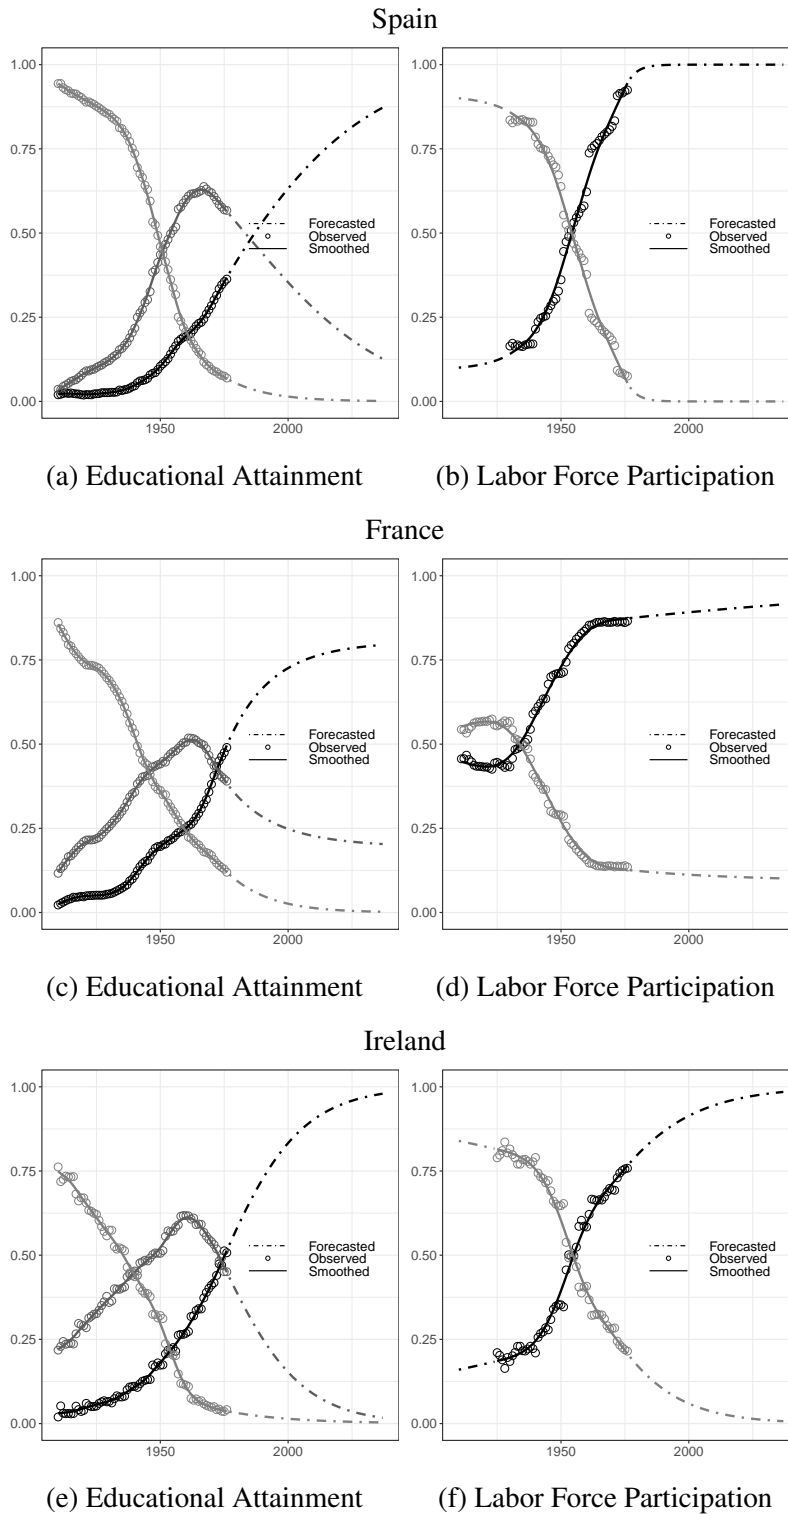 Spain
1.00
0.75
0.50
0.25
0.00
1950
2000
Forecasted
Observed
Smoothed
1.00
0.75
0.50
0.25
0.00
1950
2000
Forecasted
Observed
Smoothed
(a) Educational Attainment
(b) Labor Force Participation
France
1.00
0.75
0.50
0.25
0.00
1950
2000
Forecasted
Observed
Smoothed
1.00
0.75
0.50
0.25
0.00
1950
2000
Forecasted
Observed
Smoothed
(c) Educational Attainment
(d) Labor Force Participation
Ireland
1.00
0.75
0.50
0.25
0.00
1950
2000
Forecasted
Observed
Smoothed
1.00
0.75
0.50
0.25
0.00
1950
2000
Forecasted
Observed
Smoothed
(e) Educational Attainment
(f) Labor Force Participation